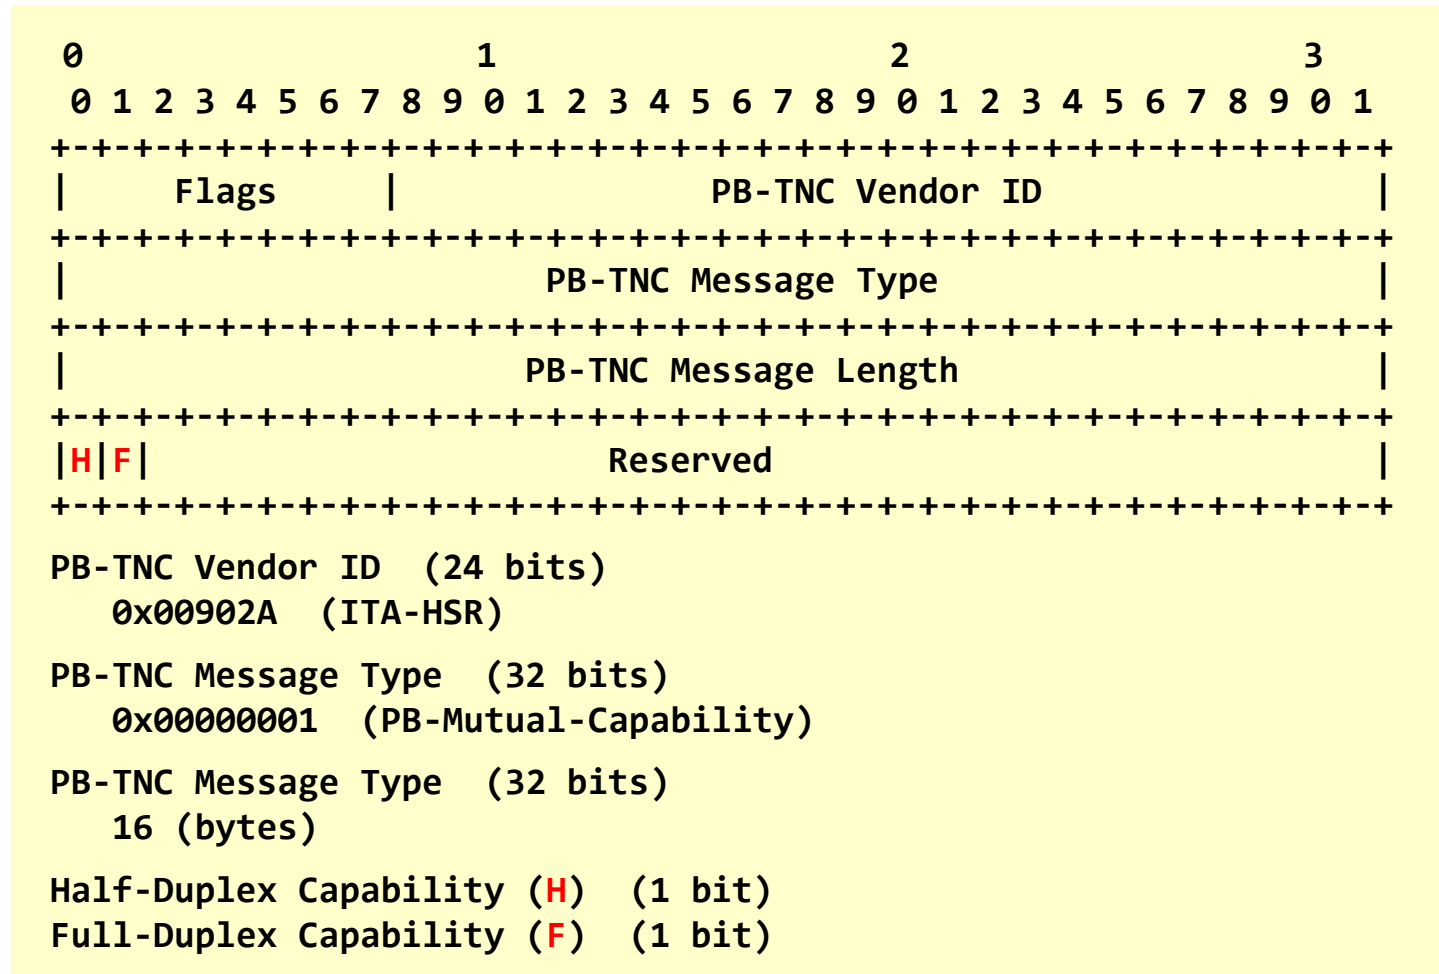 0                   1                   2                   3
 0 1 2 3 4 5 6 7 8 9 0 1 2 3 4 5 6 7 8 9 0 1 2 3 4 5 6 7 8 9 0 1
+-+-+-+-+-+-+-+-+-+-+-+-+-+-+-+-+-+-+-+-+-+-+-+-+-+-+-+-+-+-+-+-+
|     Flags     |               PB-TNC Vendor ID                |
+-+-+-+-+-+-+-+-+-+-+-+-+-+-+-+-+-+-+-+-+-+-+-+-+-+-+-+-+-+-+-+-+
|                       PB-TNC Message Type                     |
+-+-+-+-+-+-+-+-+-+-+-+-+-+-+-+-+-+-+-+-+-+-+-+-+-+-+-+-+-+-+-+-+
|                      PB-TNC Message Length                    |
+-+-+-+-+-+-+-+-+-+-+-+-+-+-+-+-+-+-+-+-+-+-+-+-+-+-+-+-+-+-+-+-+
|H|F|                      Reserved                             |
+-+-+-+-+-+-+-+-+-+-+-+-+-+-+-+-+-+-+-+-+-+-+-+-+-+-+-+-+-+-+-+-+
PB-TNC Vendor ID  (24 bits)
   0x00902A  (ITA-HSR)
PB-TNC Message Type  (32 bits)
   0x00000001  (PB-Mutual-Capability)
PB-TNC Message Type  (32 bits)
   16 (bytes)
Half-Duplex Capability (H)  (1 bit)
Full-Duplex Capability (F)  (1 bit)